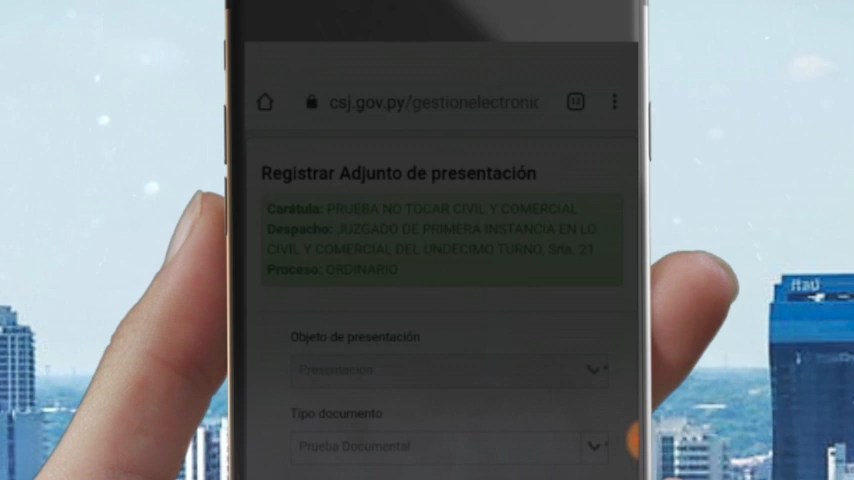 12
csj.gov.py/gestionelectronic
Registrar Adjunto de presentación
Carátula: PRUEBA NO TOCAR CIVIL Y COMERCIAL
Despacho: JUZGADO DE PRIMERA INSTANCIA EN LO
CIVIL Y COMERCIAL DEL UNDECIMO TURNO, Sria. 21
Proceso: ORDINARIO
Itaú
Objeto de presentación
Presentación
Tipo documento
Prueba Documental